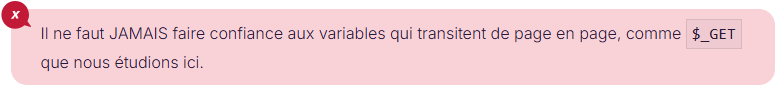 x
Il ne faut JAMAIS faire confiance aux variables qui transitent de page en page, comme $_GET
que nous étudions ici.